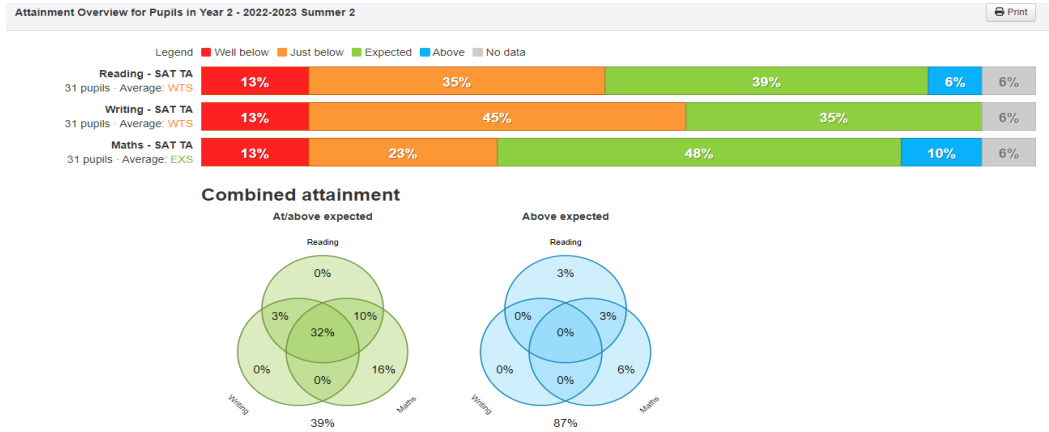 Attainment Overview for Pupils in Year 2 - 2022-2023 Summer 2
Print
Legend Well below Just below Expected Above No data
Reading - SAT TA
31 pupils · Average: WTS
13% 35% 39% 6% 6%
Writing - SAT TA
31 pupils · Average: WTS
13% 45% 35% 6%
Maths - SAT TA
31 pupils · Average: EXS
13% 23% 48% 10% 6%
Combined attainment
At/above expected
Reading
0%
3% 10%
32%
0% 16%
0%
Writing Maths
39%
Above expected
Reading
3%
0% 3%
0%
0% 6%
0%
Writing Maths
87%